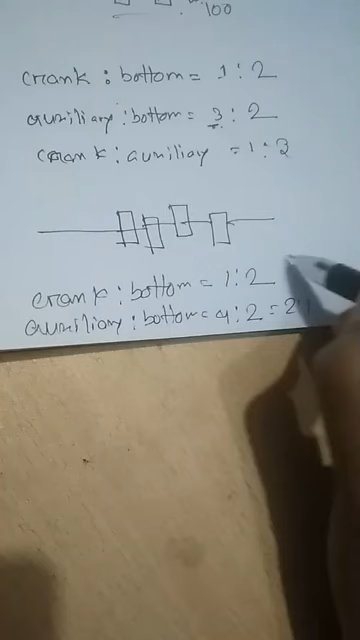 100
crank : bottom = 1 : 2
auxiliary : bottom = 3 : 2
crank : auxiliary = 1 : 3
crank : bottom = 1 : 2
auxiliary : bottom = 4 : 2 = 2:1